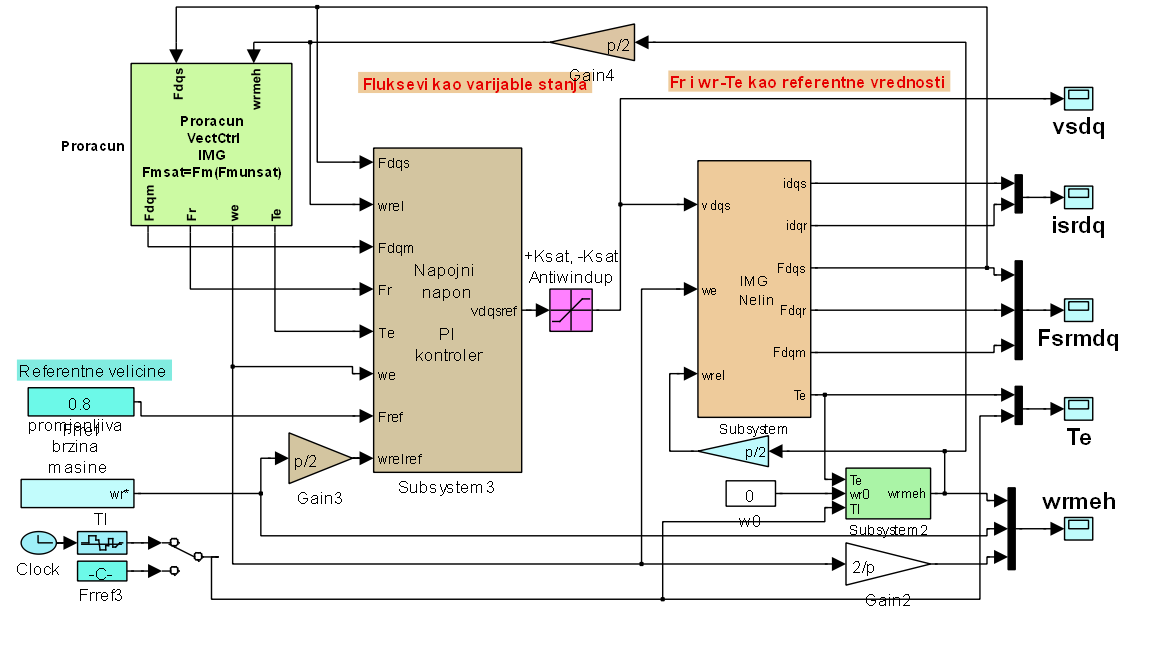 p/2
Gain4
Fdqs
wrmeh
Fluksevi kao varijable stanja
Fr i wr-Te kao referentne vrednosti
Proracun
Proracun
VectCtrl
IMG
Fmsat=Fm(Fmunsat)
Fdqm
Fr
we
Te
vsdq
Fdqs
wrel
Fdqm
Fr
Te
we
Fref
wrelref
Napojni
napon
PI
kontroler
vdqsref
Subsystem3
+Ksat, -Ksat
Antiwindup
vdqs
we
wrel
IMG
Nelin
idqs
idqr
Fdqs
Fdqr
Fdqm
Te
Subsystem
isrdq
Fsrmdq
Te
Referentne velicine
0.8
promjenljiva
brzina
masine
wr*
Tl
p/2
Gain3
p/2
0
w0
Te
wr0
Tl
wrmeh
Subsystem2
wrmeh
Clock
-C-
Frref3
2/p
Gain2